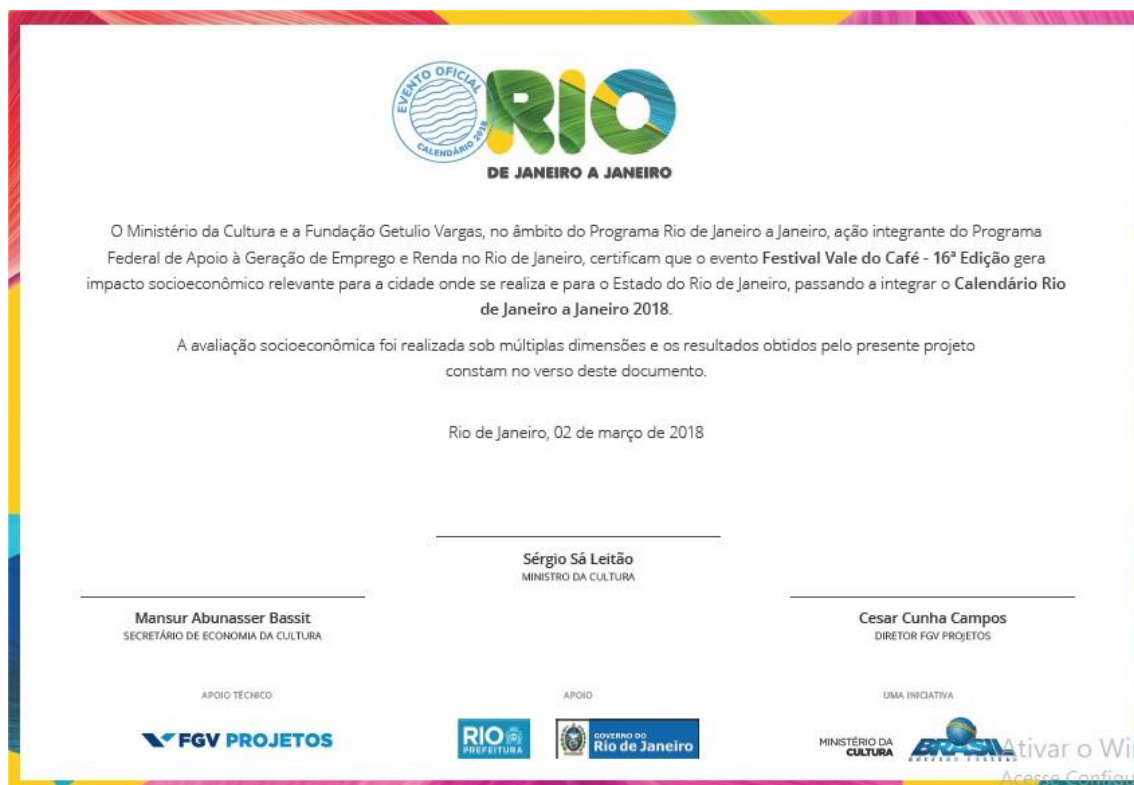 EVENTO OFICIAL
CALENDÁRIO 2018
RIO
DE JANEIRO A JANEIRO
O Ministério da Cultura e a Fundação Getulio Vargas, no âmbito do Programa Rio de Janeiro a Janeiro, ação integrante do Programa
Federal de Apoio à Geração de Emprego e Renda no Rio de Janeiro, certificam que o evento Festival Vale do Café - 16ª Edição gera
impacto socioeconômico relevante para a cidade onde se realiza e para o Estado do Rio de Janeiro, passando a integrar o Calendário Rio
de Janeiro a Janeiro 2018.
A avaliação socioeconômica foi realizada sob múltiplas dimensões e os resultados obtidos pelo presente projeto
constam no verso deste documento.
Rio de Janeiro, 02 de março de 2018
Sérgio Sá Leitão
MINISTRO DA CULTURA
Mansur Abunasser Bassit
SECRETÁRIO DE ECONOMIA DA CULTURA
Cesar Cunha Campos
DIRETOR FGV PROJETOS
APOIO TÉCNICO
APOIO
UMA INICIATIVA
FGV PROJETOS
RIO
PREFEITURA
GOVERNO DO
Rio de Janeiro
MINISTÉRIO DA
CULTURA
BRASIL
GOVERNO FEDERAL
Ativar o Wi
Acesse Configu